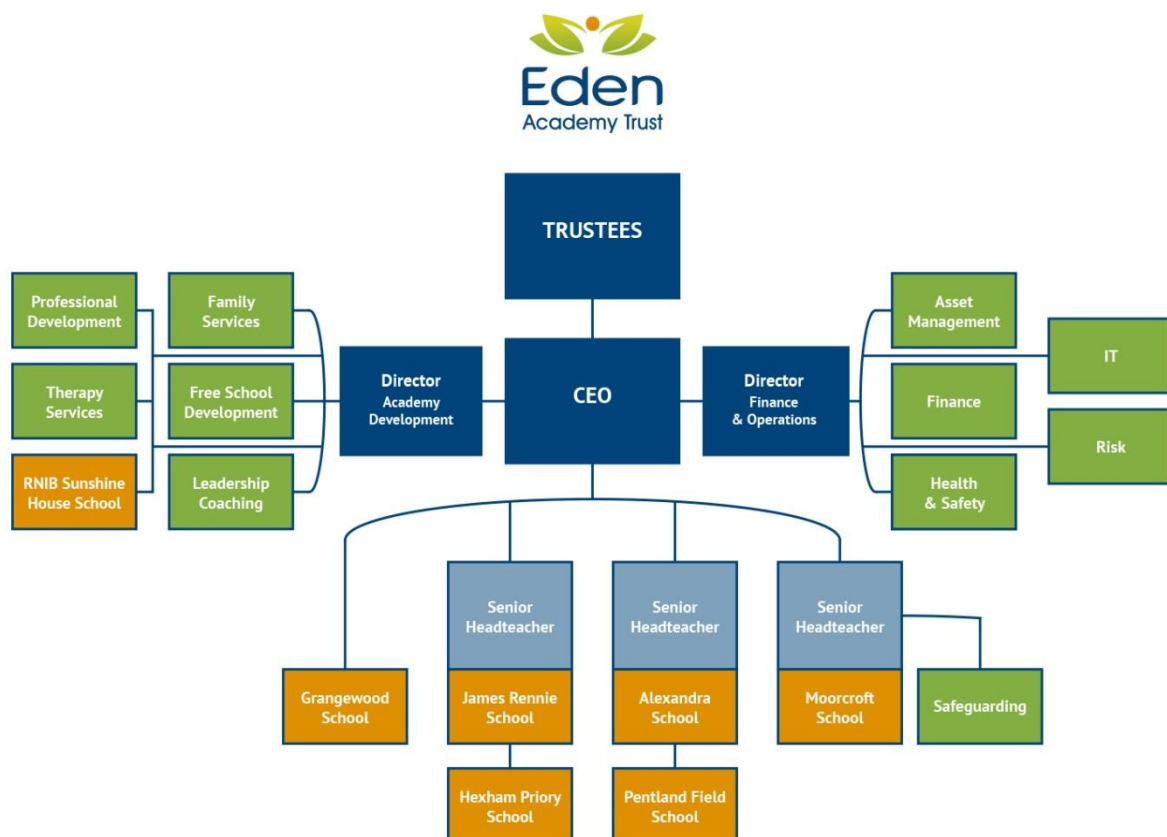 Eden
Academy Trust
TRUSTEES
Professional
Development
Family
Services
Asset
Management
IT
Therapy
Services
Free School
Development
Director
Academy
Development
CEO
Director
Finance
& Operations
Finance
Risk
RNIB Sunshine
House School
Leadership
Coaching
Health
& Safety
Senior
Headteacher
Senior
Headteacher
Senior
Headteacher
Grangewood
School
James Rennie
School
Alexandra
School
Moorcroft
School
Safeguarding
Hexham Priory
School
Pentland Field
School